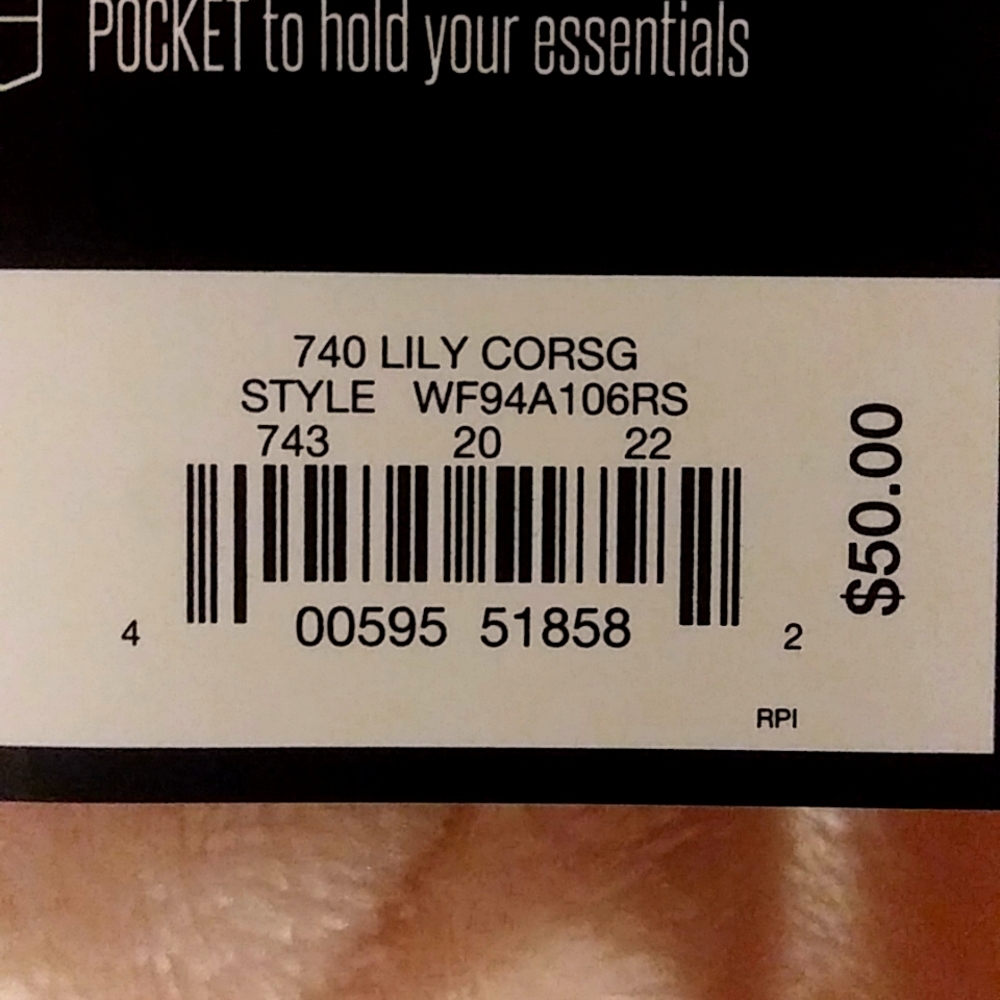 POCKET to hold your essentials
740 LILY CORSG
STYLE WF94A106RS
743 20 22
4 00595 51858 2
$50.00
RPI